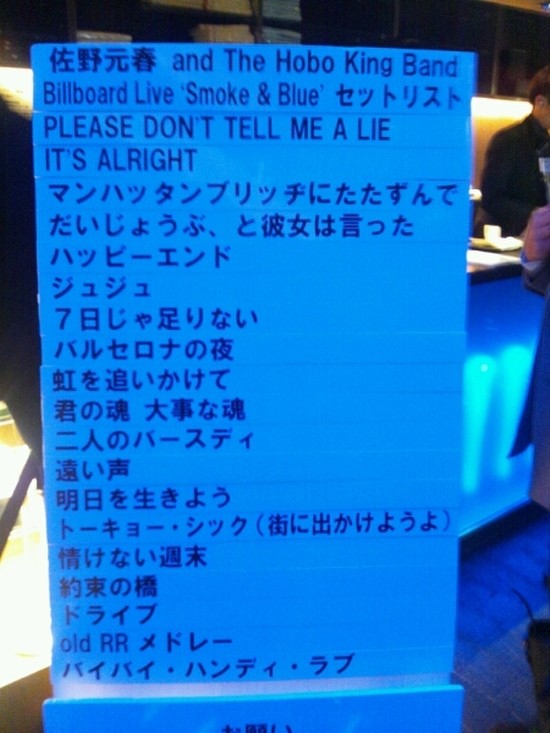 佐野元春 and The Hobo King Band
Billboard Live 'Smoke & Blue' セットリスト
PLEASE DON'T TELL ME A LIE
IT'S ALRIGHT
マンハッタンブリッヂにたたずんで
だいじょうぶ、と彼女は言った
ハッピーエンド
ジュジュ
7日じゃ足りない
バルセロナの夜
虹を追いかけて
君の魂 大事な魂
二人のバースディ
遠い声
明日を生きよう
トーキョー・シック(街に出かけようよ)
情けない週末
約束の橋
ドライブ
old RR メドレー
バイバイ・ハンディ・ラブ
お願い